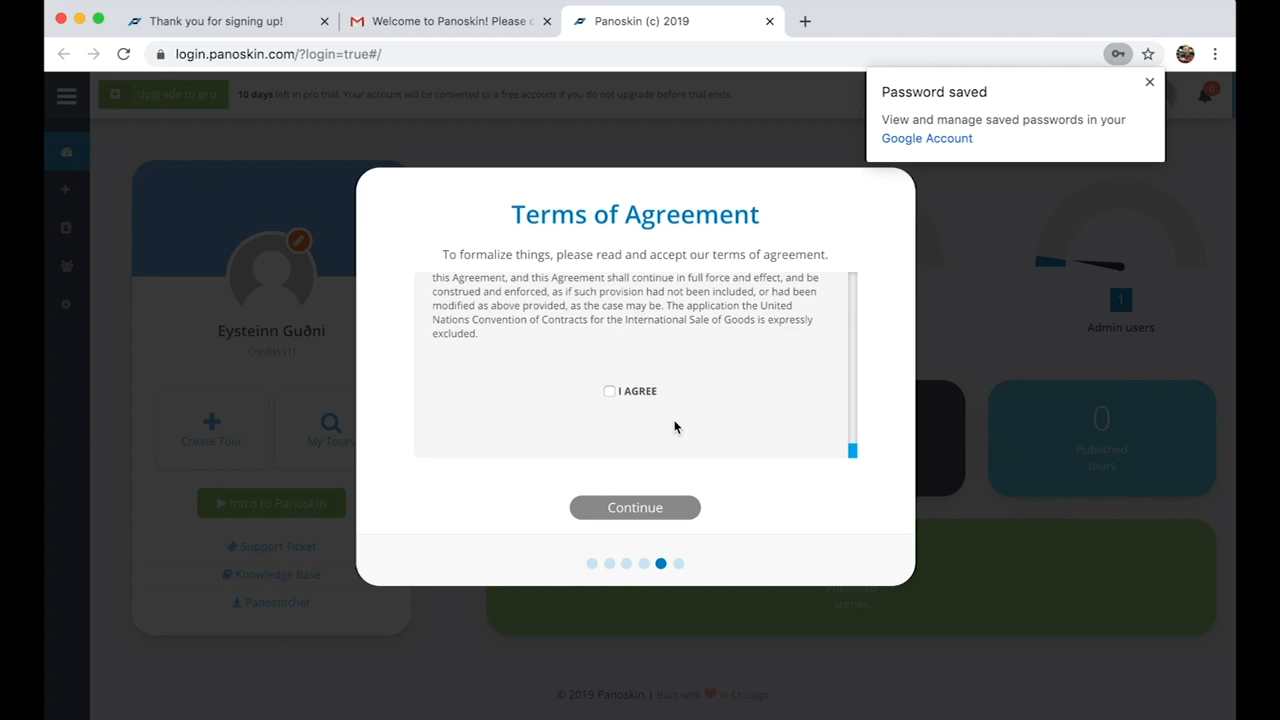 Thank you for signing up!
Welcome to Panoskin! Please c
Panoskin (c) 2019
login.panoskin.com/?login=true#/
Upgrade to pro
10 days left in pro trial. Your account will be converted to a free account if you do not upgrade before trial ends.
0
Password saved
View and manage saved passwords in your
Google Account
Terms of Agreement
To formalize things, please read and accept our terms of agreement.
this Agreement, and this Agreement shall continue in full force and effect, and be
construed and enforced, as if such provision had not been included, or had been
modified as above provided, as the case may be. The application the United
Nations Convention of Contracts for the International Sale of Goods is expressly
excluded.
I AGREE
Continue
Eysteinn Guðni
Credits (1)
Create Tour
My Tours
Intro to Panoskin
Support Ticket
Knowledge Base
Panostitcher
1
Admin users
0
Published
tours
Published
scenes
© 2019 Panoskin | Built with ❤ in Chicago